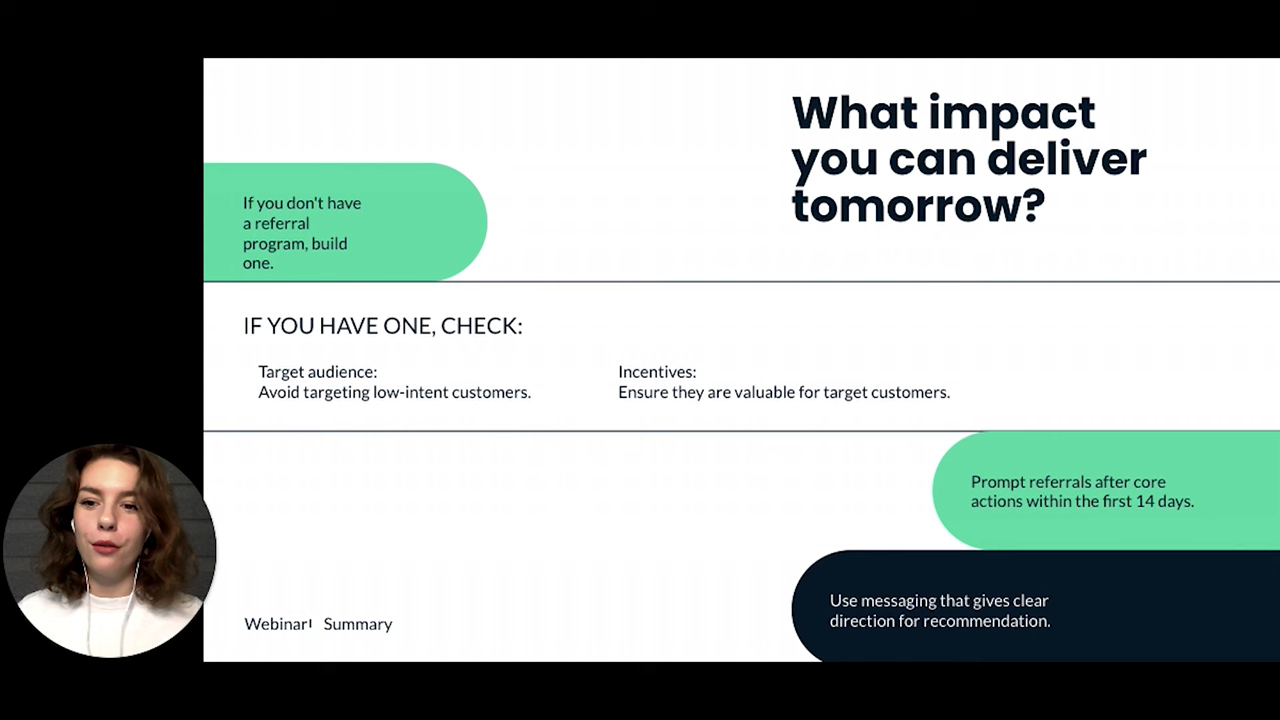 What impact
you can deliver
tomorrow?
If you don't have
a referral
program, build
one.
IF YOU HAVE ONE, CHECK:
Target audience:
Avoid targeting low-intent customers.
Incentives:
Ensure they are valuable for target customers.
Prompt referrals after core
actions within the first 14 days.
Use messaging that gives clear
direction for recommendation.
Webinar| Summary